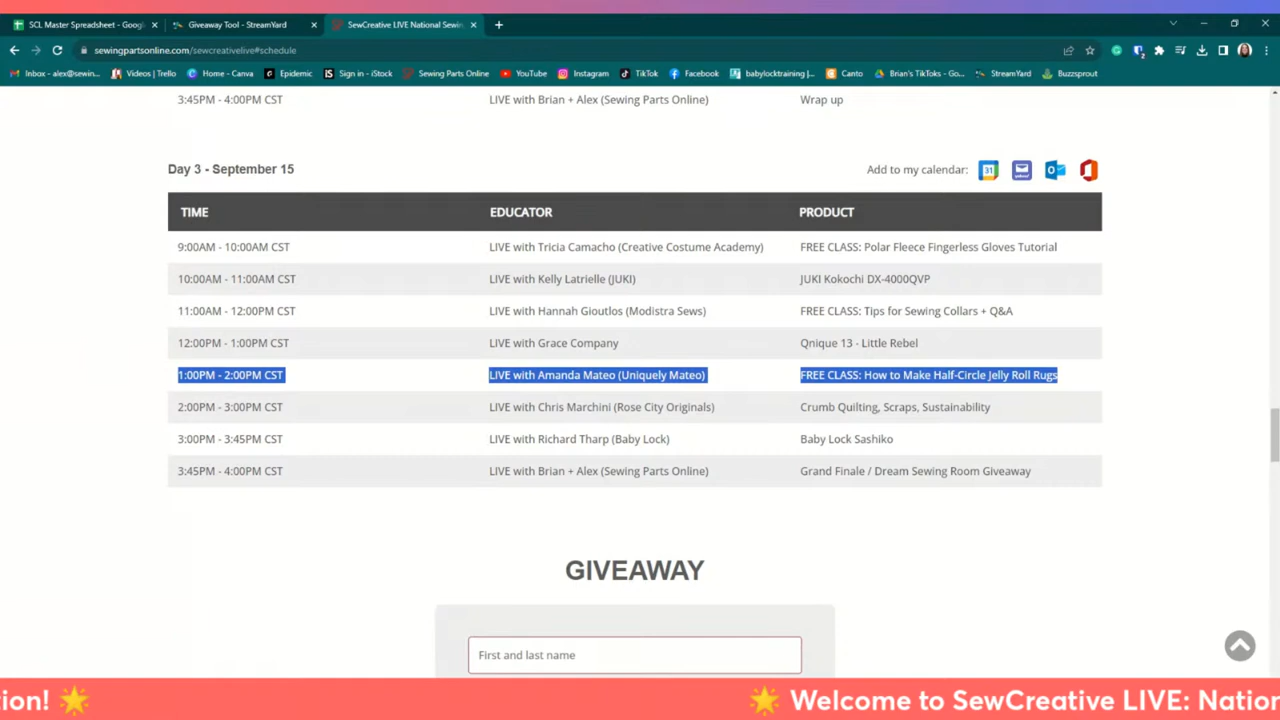 SCL Master Spreadsheet - Google
Giveaway Tool - StreamYard
SewCreative LIVE National Sewin
sewingpartsonline.com/sewcreativelive#schedule
Inbox - alex@sewin... Videos | Trello Home - Canva Epidemic Sign in - iStock Sewing Parts Online YouTube Instagram TikTok Facebook babylocktraining |... Canto Brian's TikToks - Go... StreamYard Buzzsprout
3:45PM - 4:00PM CST LIVE with Brian + Alex (Sewing Parts Online) Wrap up
Day 3 - September 15 Add to my calendar:
TIME EDUCATOR PRODUCT
9:00AM - 10:00AM CST LIVE with Tricia Camacho (Creative Costume Academy) FREE CLASS: Polar Fleece Fingerless Gloves Tutorial
10:00AM - 11:00AM CST LIVE with Kelly Latrielle (JUKI) JUKI Kokochi DX-4000QVP
11:00AM - 12:00PM CST LIVE with Hannah Gioutlos (Modistra Sews) FREE CLASS: Tips for Sewing Collars + Q&A
12:00PM - 1:00PM CST LIVE with Grace Company Qnique 13 - Little Rebel
1:00PM - 2:00PM CST LIVE with Amanda Mateo (Uniquely Mateo) FREE CLASS: How to Make Half-Circle Jelly Roll Rugs
2:00PM - 3:00PM CST LIVE with Chris Marchini (Rose City Originals) Crumb Quilting, Scraps, Sustainability
3:00PM - 3:45PM CST LIVE with Richard Tharp (Baby Lock) Baby Lock Sashiko
3:45PM - 4:00PM CST LIVE with Brian + Alex (Sewing Parts Online) Grand Finale / Dream Sewing Room Giveaway
GIVEAWAY
First and last name
tion! 🌟 🌟 Welcome to SewCreative LIVE: Nation